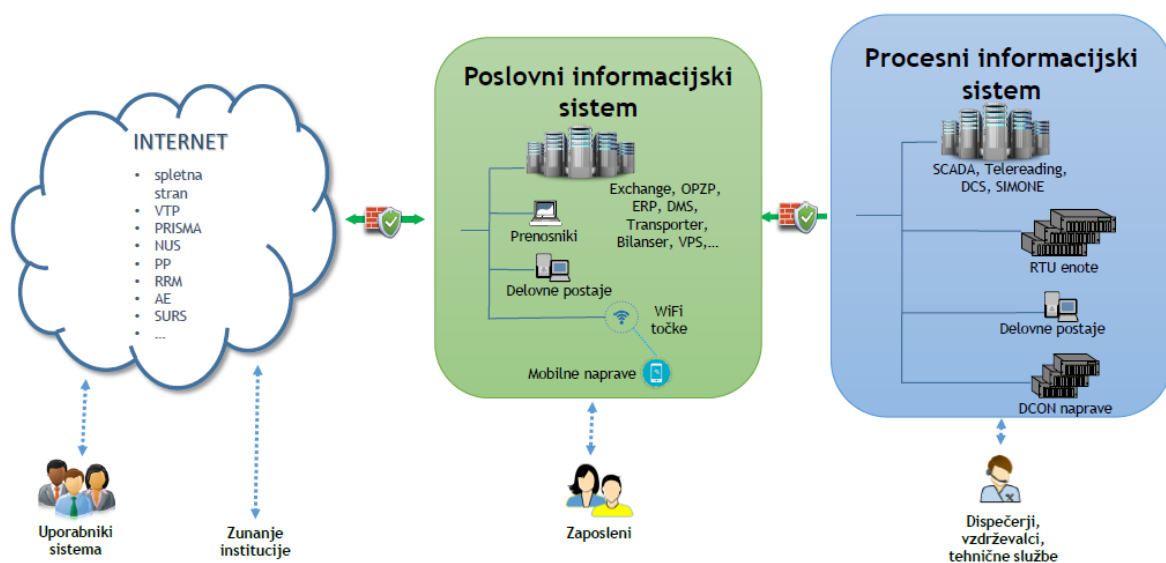 INTERNET
• spletna
stran
• VTP
• PRISMA
• NUS
• PP
• RRM
• AE
• SURS
• ...
Poslovni informacijski
sistem
Exchange, OPZP,
ERP, DMS,
Transporter,
Bilanser, VPS,…
Prenosniki
Delovne postaje
WiFi
točke
Mobilne naprave
Procesni informacijski
sistem
SCADA, Telereading,
DCS, SIMONE
RTU enote
Delovne postaje
DCON naprave
Uporabniki
sistema
Zunanje
institucije
Zaposleni
Dispečerji,
vzdrževalci,
tehnične službe